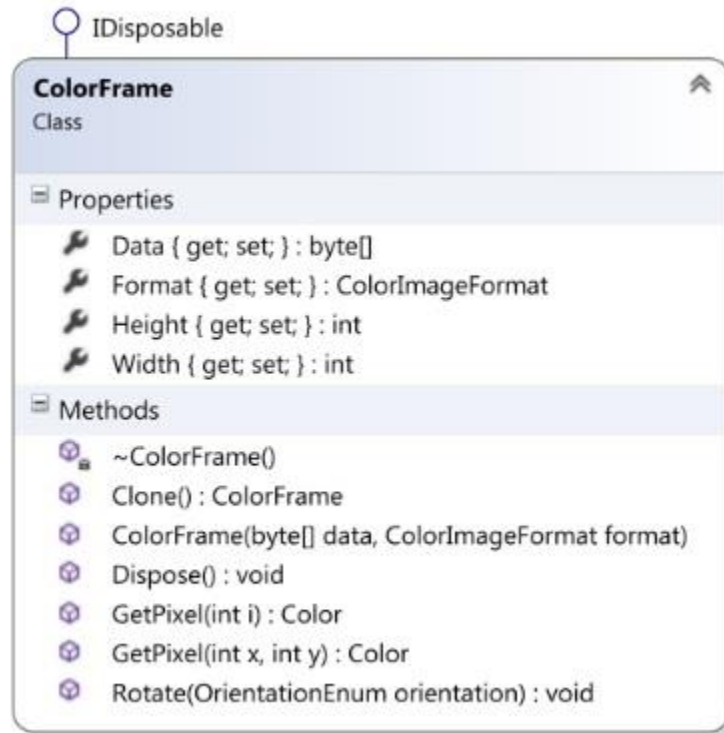 IDisposable
ColorFrame
Class
Properties
Data { get; set; } : byte[]
Format { get; set; } : ColorImageFormat
Height { get; set; } : int
Width { get; set; } : int
Methods
~ColorFrame()
Clone() : ColorFrame
ColorFrame(byte[] data, ColorImageFormat format)
Dispose() : void
GetPixel(int i) : Color
GetPixel(int x, int y) : Color
Rotate(OrientationEnum orientation) : void